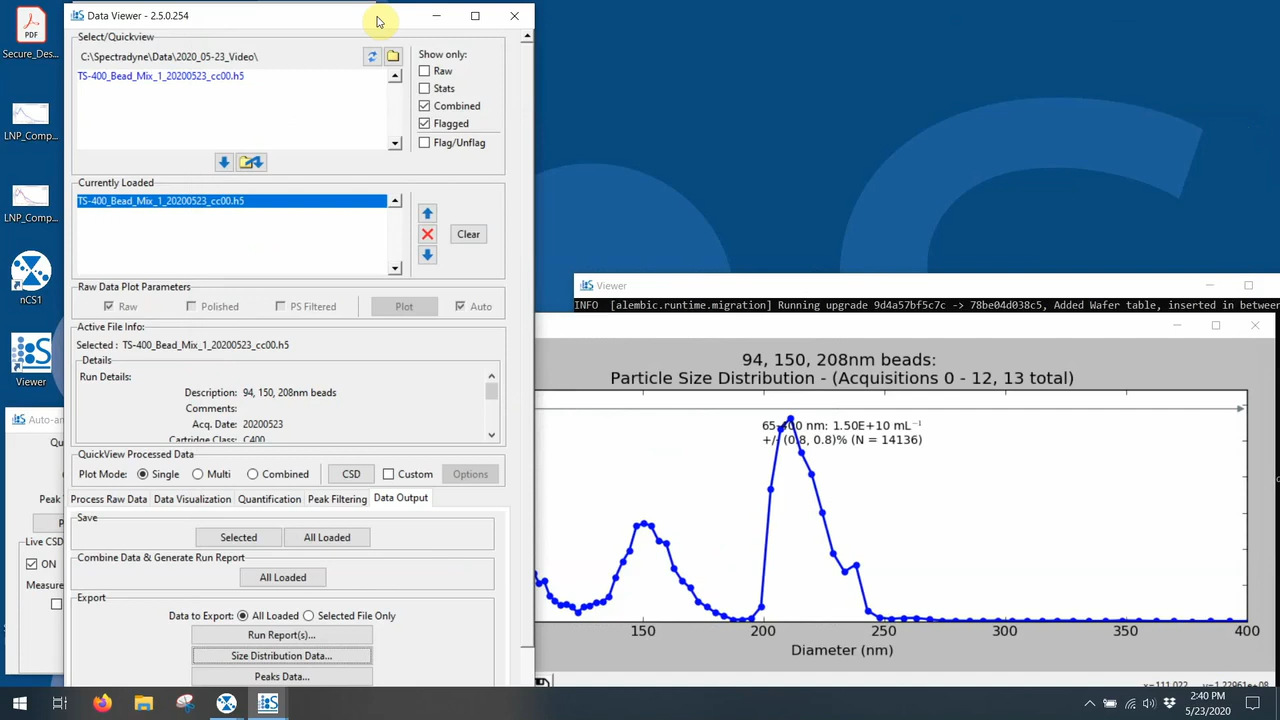 Secure_Des...
LNP_Comp...
LNP_Comp...
nCS1
Viewer
Data Viewer - 2.5.0.254
Select/Quickview
C:\Spectradyne\Data\2020_05-23_Video\
TS-400_Bead_Mix_1_20200523_cc00.h5
Show only:
Raw
Stats
Combined
Flagged
Flag/Unflag
Currently Loaded
TS-400_Bead_Mix_1_20200523_cc00.h5
Clear
Raw Data Plot Parameters
Raw
Polished
PS Filtered
Plot
Auto
Active File Info:
Selected : TS-400_Bead_Mix_1_20200523_cc00.h5
Details
Run Details:
Description: 94, 150, 208nm beads
Comments:
Acq. Date: 20200523
Cartridge Class: C400
QuickView Processed Data
Plot Mode: Single Multi Combined CSD Custom Options
Process Raw Data Data Visualization Quantification Peak Filtering Data Output
Save
Selected All Loaded
Combine Data & Generate Run Report
All Loaded
Export
Data to Export: All Loaded Selected File Only
Run Report(s)...
Size Distribution Data...
Peaks Data...
Auto-an
Peak
Live CSD
ON
Measure
Viewer
INFO [alembic.runtime.migration] Running upgrade 9d4a57bf5c7c -> 78be04d038c5, Added Wafer table, inserted in between
94, 150, 208nm beads:
Particle Size Distribution - (Acquisitions 0 - 12, 13 total)
65-400 nm: 1.50E+10 mL⁻¹
+/- (0.8, 0.8)% (N = 14136)
150 200 250 300 350 400
Diameter (nm)
2:40 PM
5/23/2020